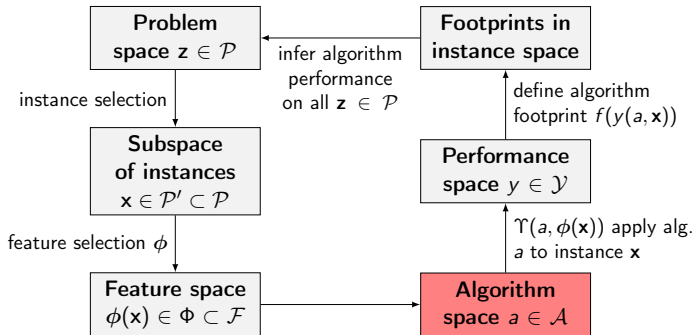 Problem
space z ∈ 𝒫
instance selection
Subspace
of instances
x ∈ 𝒫′ ⊂ 𝒫
feature selection ϕ
Feature space
ϕ(x) ∈ Φ ⊂ ℱ
Algorithm
space a ∈ 𝒜
ϒ(a, ϕ(x)) apply alg.
a to instance x
Performance
space y ∈ 𝒴
define algorithm
footprint f(y(a, x))
Footprints in
instance space
infer algorithm
performance
on all z ∈ 𝒫